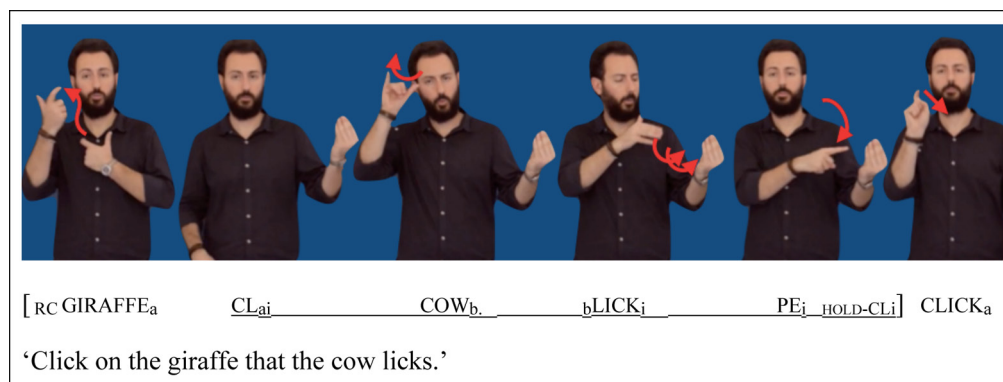 [ RC GIRAFFEa CLai COWb. bLICKi PEi HOLD-CLi] CLICKa
‘Click on the giraffe that the cow licks.’